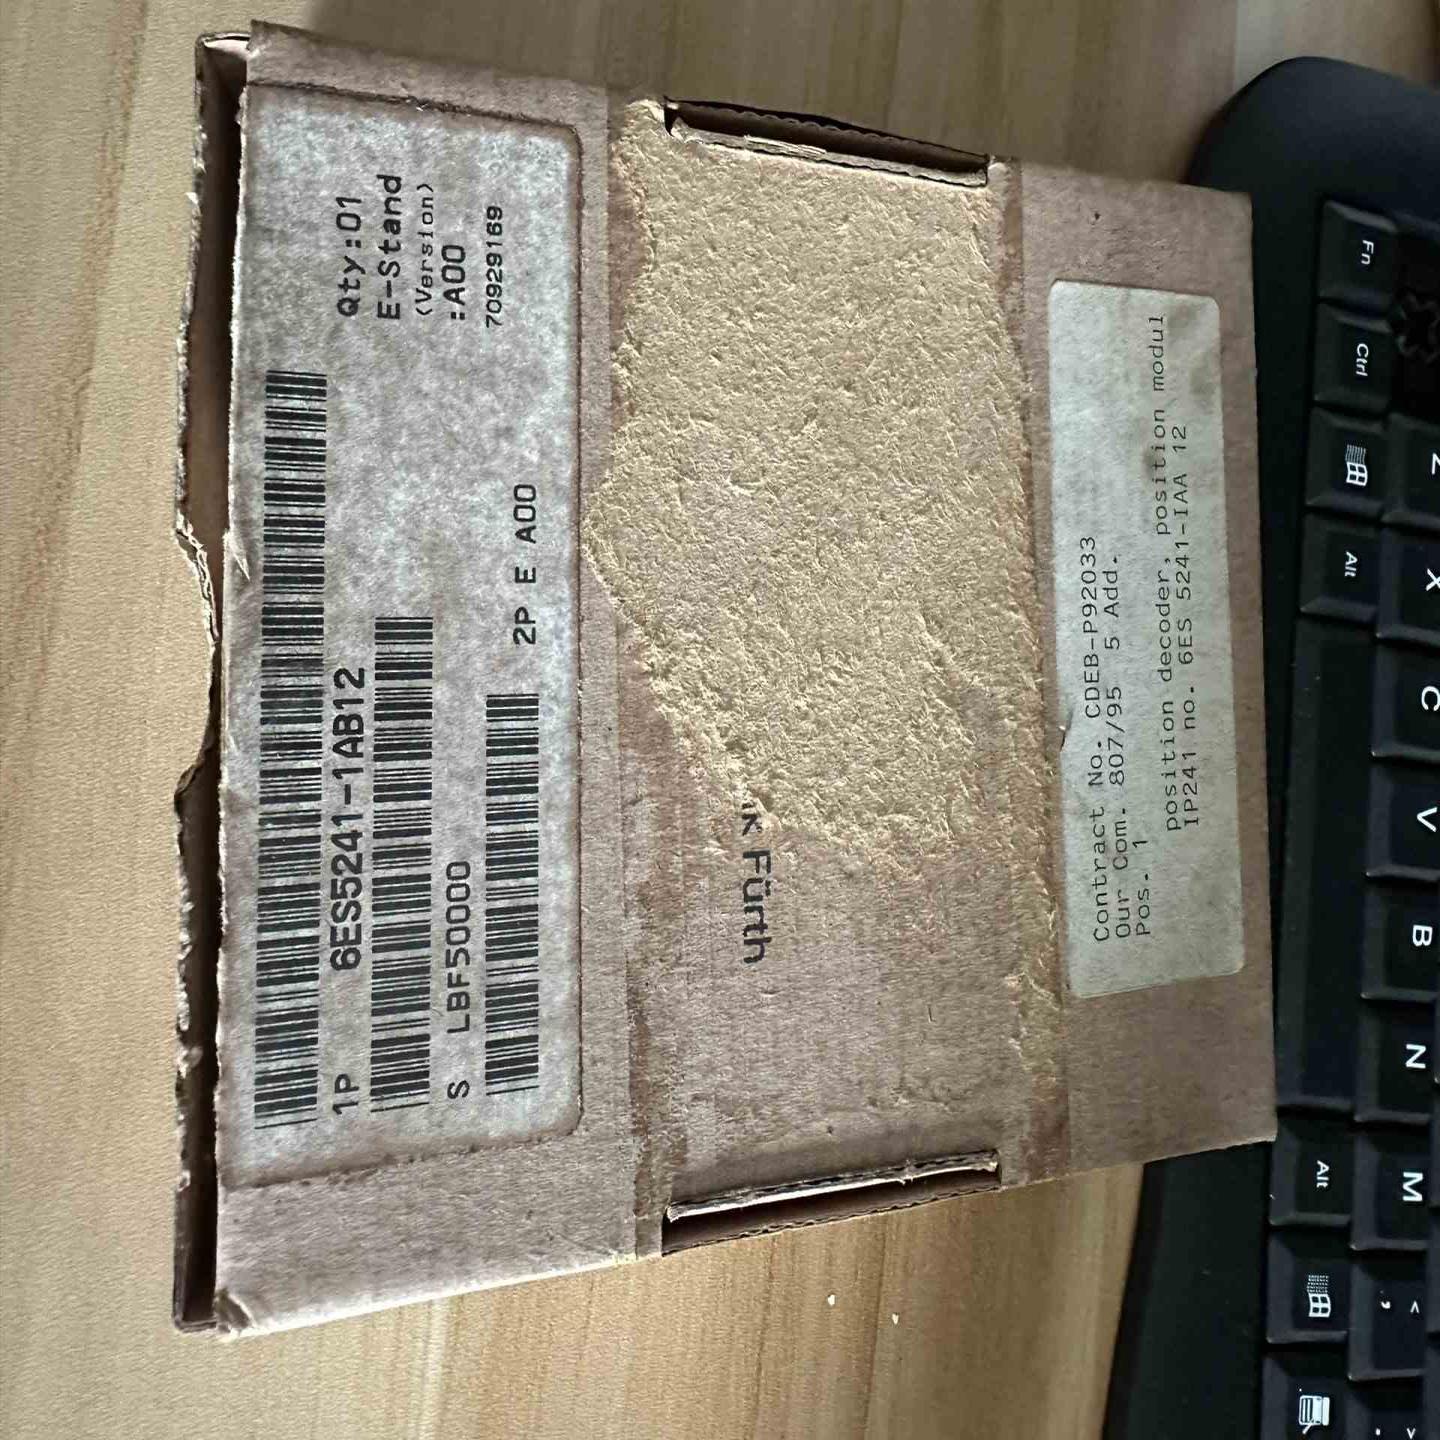 1P 6ES5241-1AB12
S LBF50000
2P E A00
Qty:01
E-Stand
(Version)
:A00
70929169
Fürth
Contract No. CDEB-P92033
Our Com. 807/95 5 Add.
Pos. 1
position decoder, position modul
IP241 no. 6ES 5241-IAA 12
Fn
Ctrl
Alt
Alt
Z
X
C
V
B
N
M
<
,
>
.